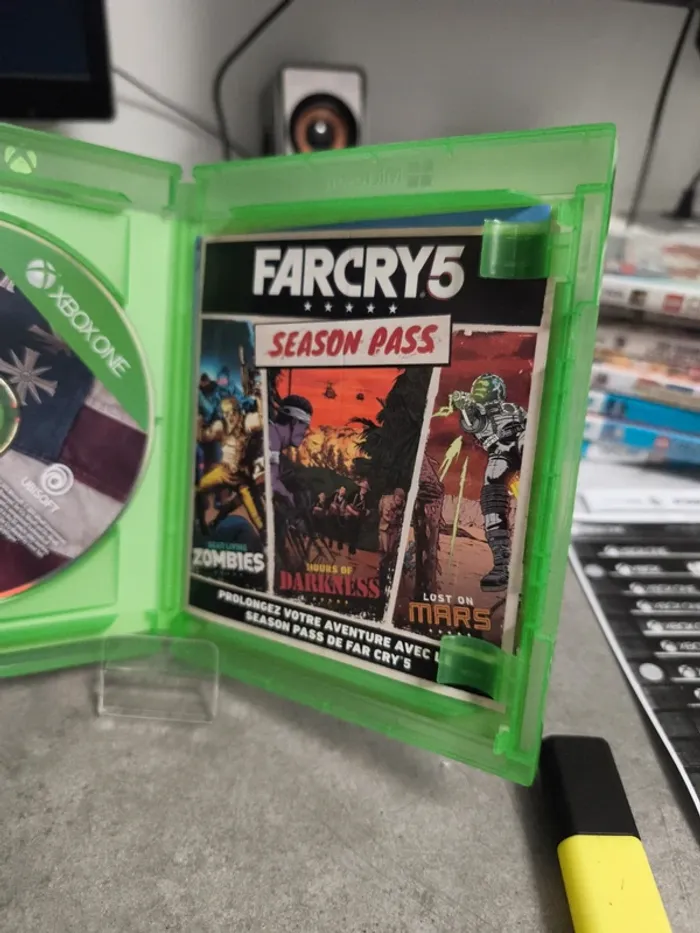 XBOX ONE
UBISOFT
FARCRY5
SEASON PASS
ZOMBIES
HOURS OF
DARKNESS
LOST ON
MARS
PROLONGEZ VOTRE AVENTURE AVEC
SEASON PASS DE FAR CRY®5